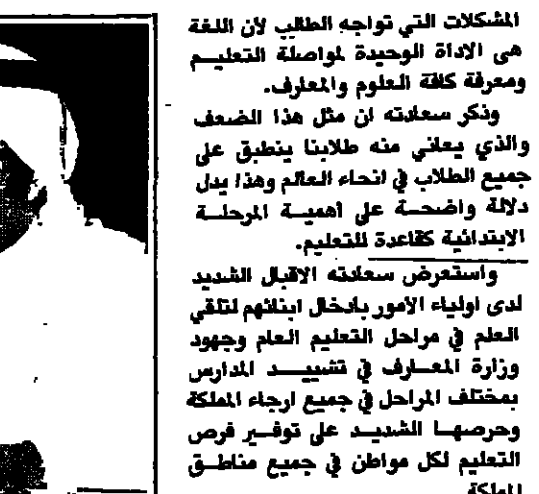 المشكلات التي تواجه الطالب لأن اللغة
هى الاداة الوحيدة لمواصلة التعليم
ومعرفة كافة العلوم والمعارف.
وذكر سعادته ان مثل هذا الضعف
والذي يعاني منه طلابنا ينطبق على
جميع الطلاب في انحاء العالم وهذا يدل
دلالة واضحة على أهمية المرحلة
الابتدائية كقاعدة للتعليم.
واستعرض سعادته الاقبال الشديد
لدى اولياء الأمور بادخال ابنائهم لتلقي
العلم في مراحل التعليم العام وجهود
وزارة المعارف في تشييد المدارس
بمختلف المراحل في جميع ارجاء المملكة
وحرصها الشديد على توفير فرص
التعليم لكل مواطن في جميع مناطق
المملكة